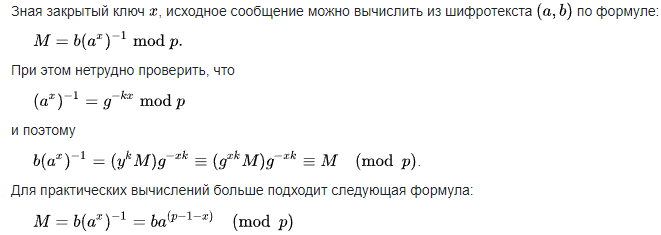 Зная закрытый ключ x, исходное сообщение можно вычислить из шифротекста (a, b) по формуле:
M = b(a^x)^{-1} mod p.
При этом нетрудно проверить, что
(a^x)^{-1} = g^{-kx} mod p
и поэтому
b(a^x)^{-1} = (y^k M)g^{-xk} ≡ (g^{xk} M)g^{-xk} ≡ M (mod p).
Для практических вычислений больше подходит следующая формула:
M = b(a^x)^{-1} = ba^{(p-1-x)} (mod p)